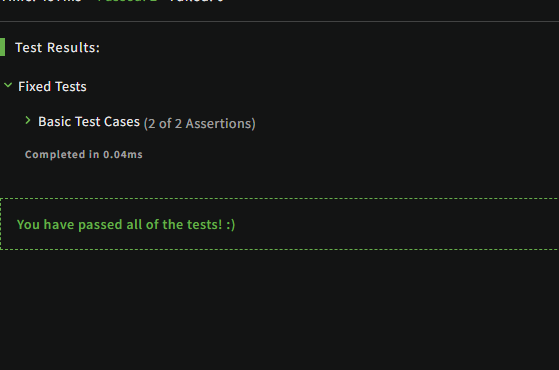 Test Results:
Fixed Tests
Basic Test Cases (2 of 2 Assertions)
Completed in 0.04ms
You have passed all of the tests! :)